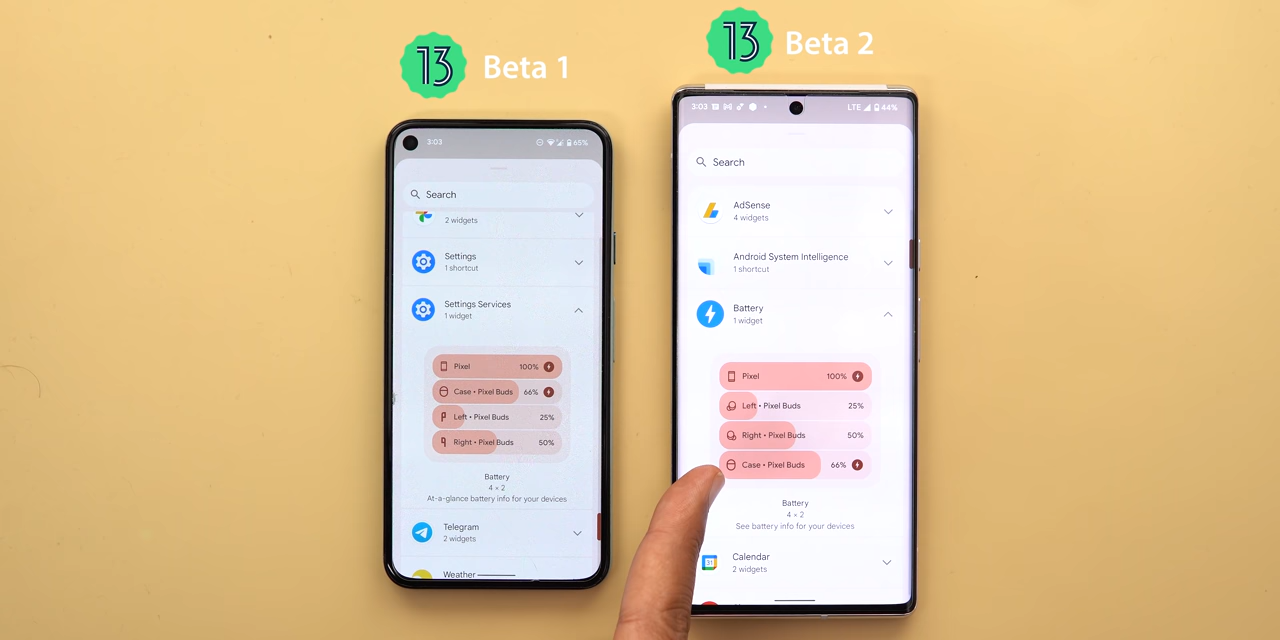 13 Beta 1
3:03 65%
Search
2 widgets
Settings
1 shortcut
Settings Services
1 widget
Pixel 100%
Case • Pixel Buds 66%
Left • Pixel Buds 25%
Right • Pixel Buds 50%
Battery
4 × 2
At-a-glance battery info for your devices
Telegram
2 widgets
Weather
13 Beta 2
3:03 LTE 44%
Search
AdSense
4 widgets
Android System Intelligence
1 shortcut
Battery
1 widget
Pixel 100%
Left • Pixel Buds 25%
Right • Pixel Buds 50%
Case • Pixel Buds 66%
Battery
4 × 2
See battery info for your devices
31 Calendar
2 widgets